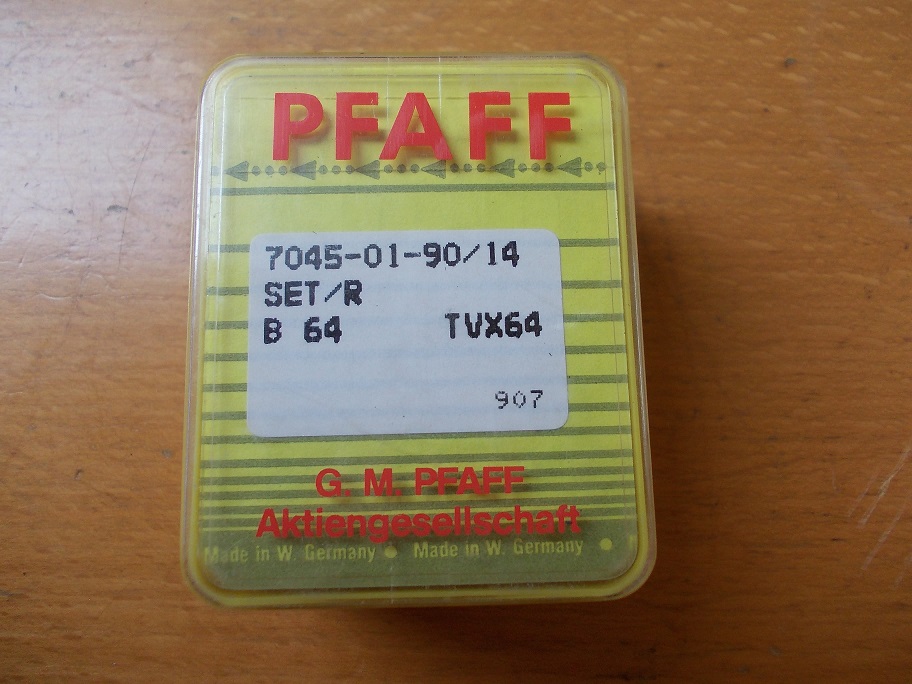 PFAFF
7045-01-90/14
SET/R
B 64 TVX64
907
G. M. PFAFF
Aktiengesellschaft
Made in W. Germany • Made in W. Germany •